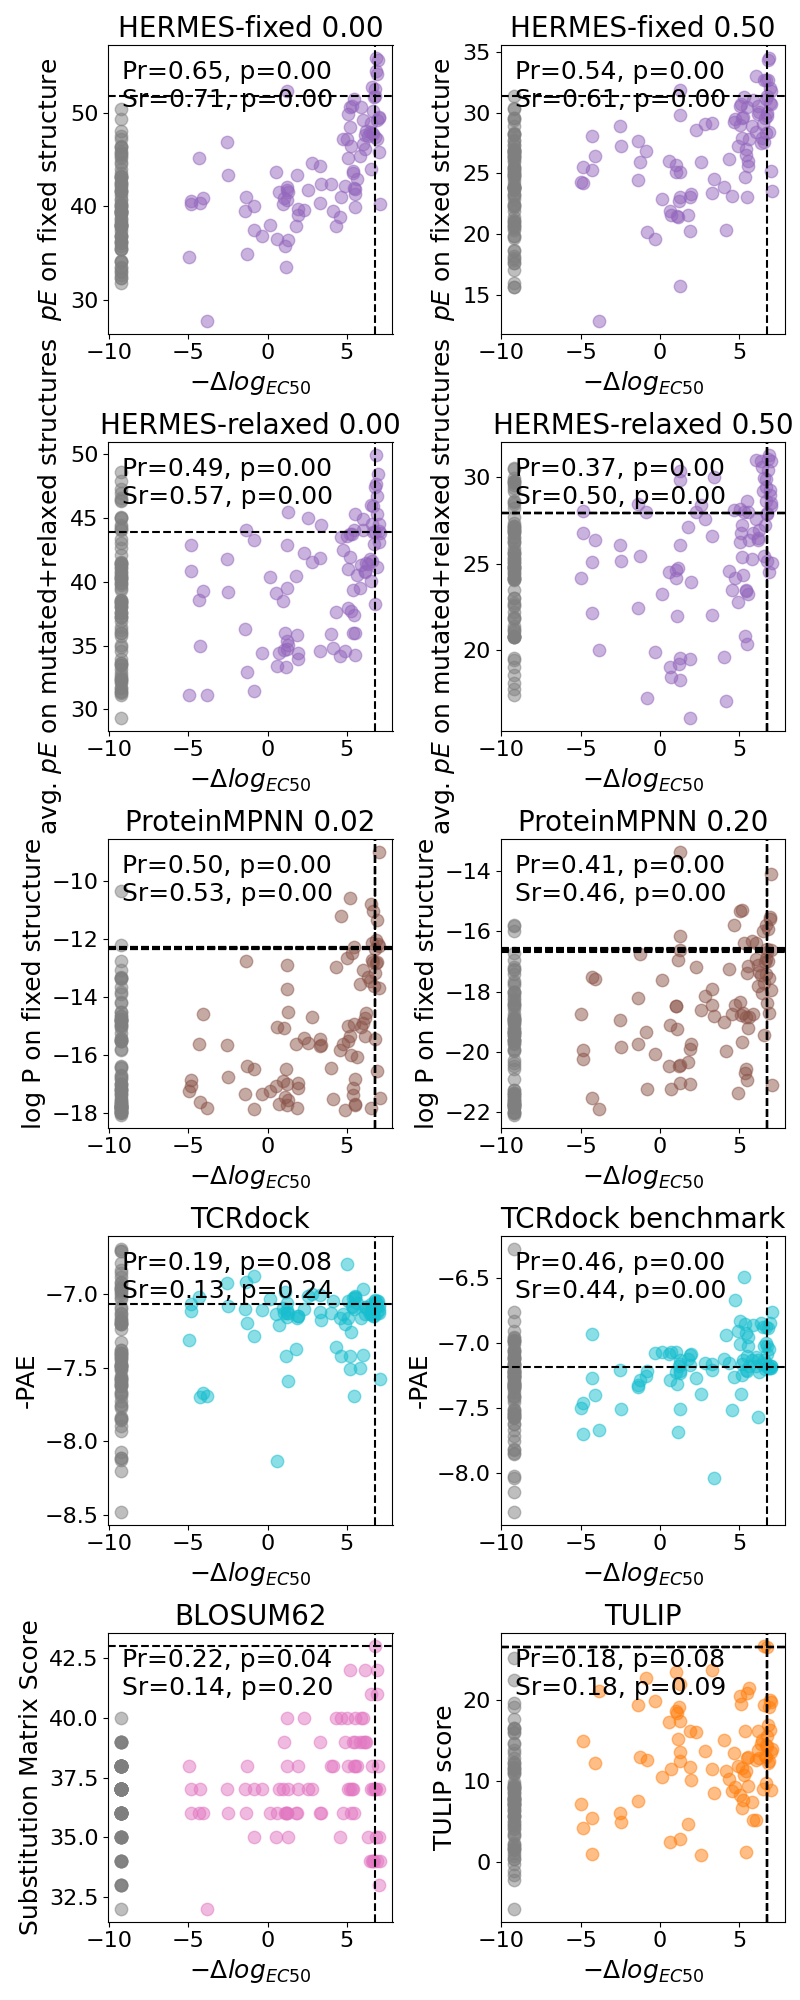 HERMES-fixed 0.00
Pr=0.65, p=0.00
Sr=0.71, p=0.00
pE on fixed structure
50
40
30
−10 −5 0 5
−Δlog_EC50
HERMES-fixed 0.50
Pr=0.54, p=0.00
Sr=0.61, p=0.00
pE on fixed structure
35
30
25
20
15
−10 −5 0 5
−Δlog_EC50
HERMES-relaxed 0.00
Pr=0.49, p=0.00
Sr=0.57, p=0.00
avg. pE on mutated+relaxed structures
50
45
40
35
30
−10 −5 0 5
−Δlog_EC50
HERMES-relaxed 0.50
Pr=0.37, p=0.00
Sr=0.50, p=0.00
avg. pE on mutated+relaxed structures
30
25
20
−10 −5 0 5
−Δlog_EC50
ProteinMPNN 0.02
Pr=0.50, p=0.00
Sr=0.53, p=0.00
log P on fixed structure
−10
−12
−14
−16
−18
−10 −5 0 5
−Δlog_EC50
ProteinMPNN 0.20
Pr=0.41, p=0.00
Sr=0.46, p=0.00
log P on fixed structure
−14
−16
−18
−20
−22
−10 −5 0 5
−Δlog_EC50
TCRdock
Pr=0.19, p=0.08
Sr=0.13, p=0.24
-PAE
−7.0
−7.5
−8.0
−8.5
−10 −5 0 5
−Δlog_EC50
TCRdock benchmark
Pr=0.46, p=0.00
Sr=0.44, p=0.00
-PAE
−6.5
−7.0
−7.5
−8.0
−10 −5 0 5
−Δlog_EC50
BLOSUM62
Pr=0.22, p=0.04
Sr=0.14, p=0.20
Substitution Matrix Score
42.5
40.0
37.5
35.0
32.5
−10 −5 0 5
−Δlog_EC50
TULIP
Pr=0.18, p=0.08
Sr=0.18, p=0.09
TULIP score
20
10
0
−10 −5 0 5
−Δlog_EC50